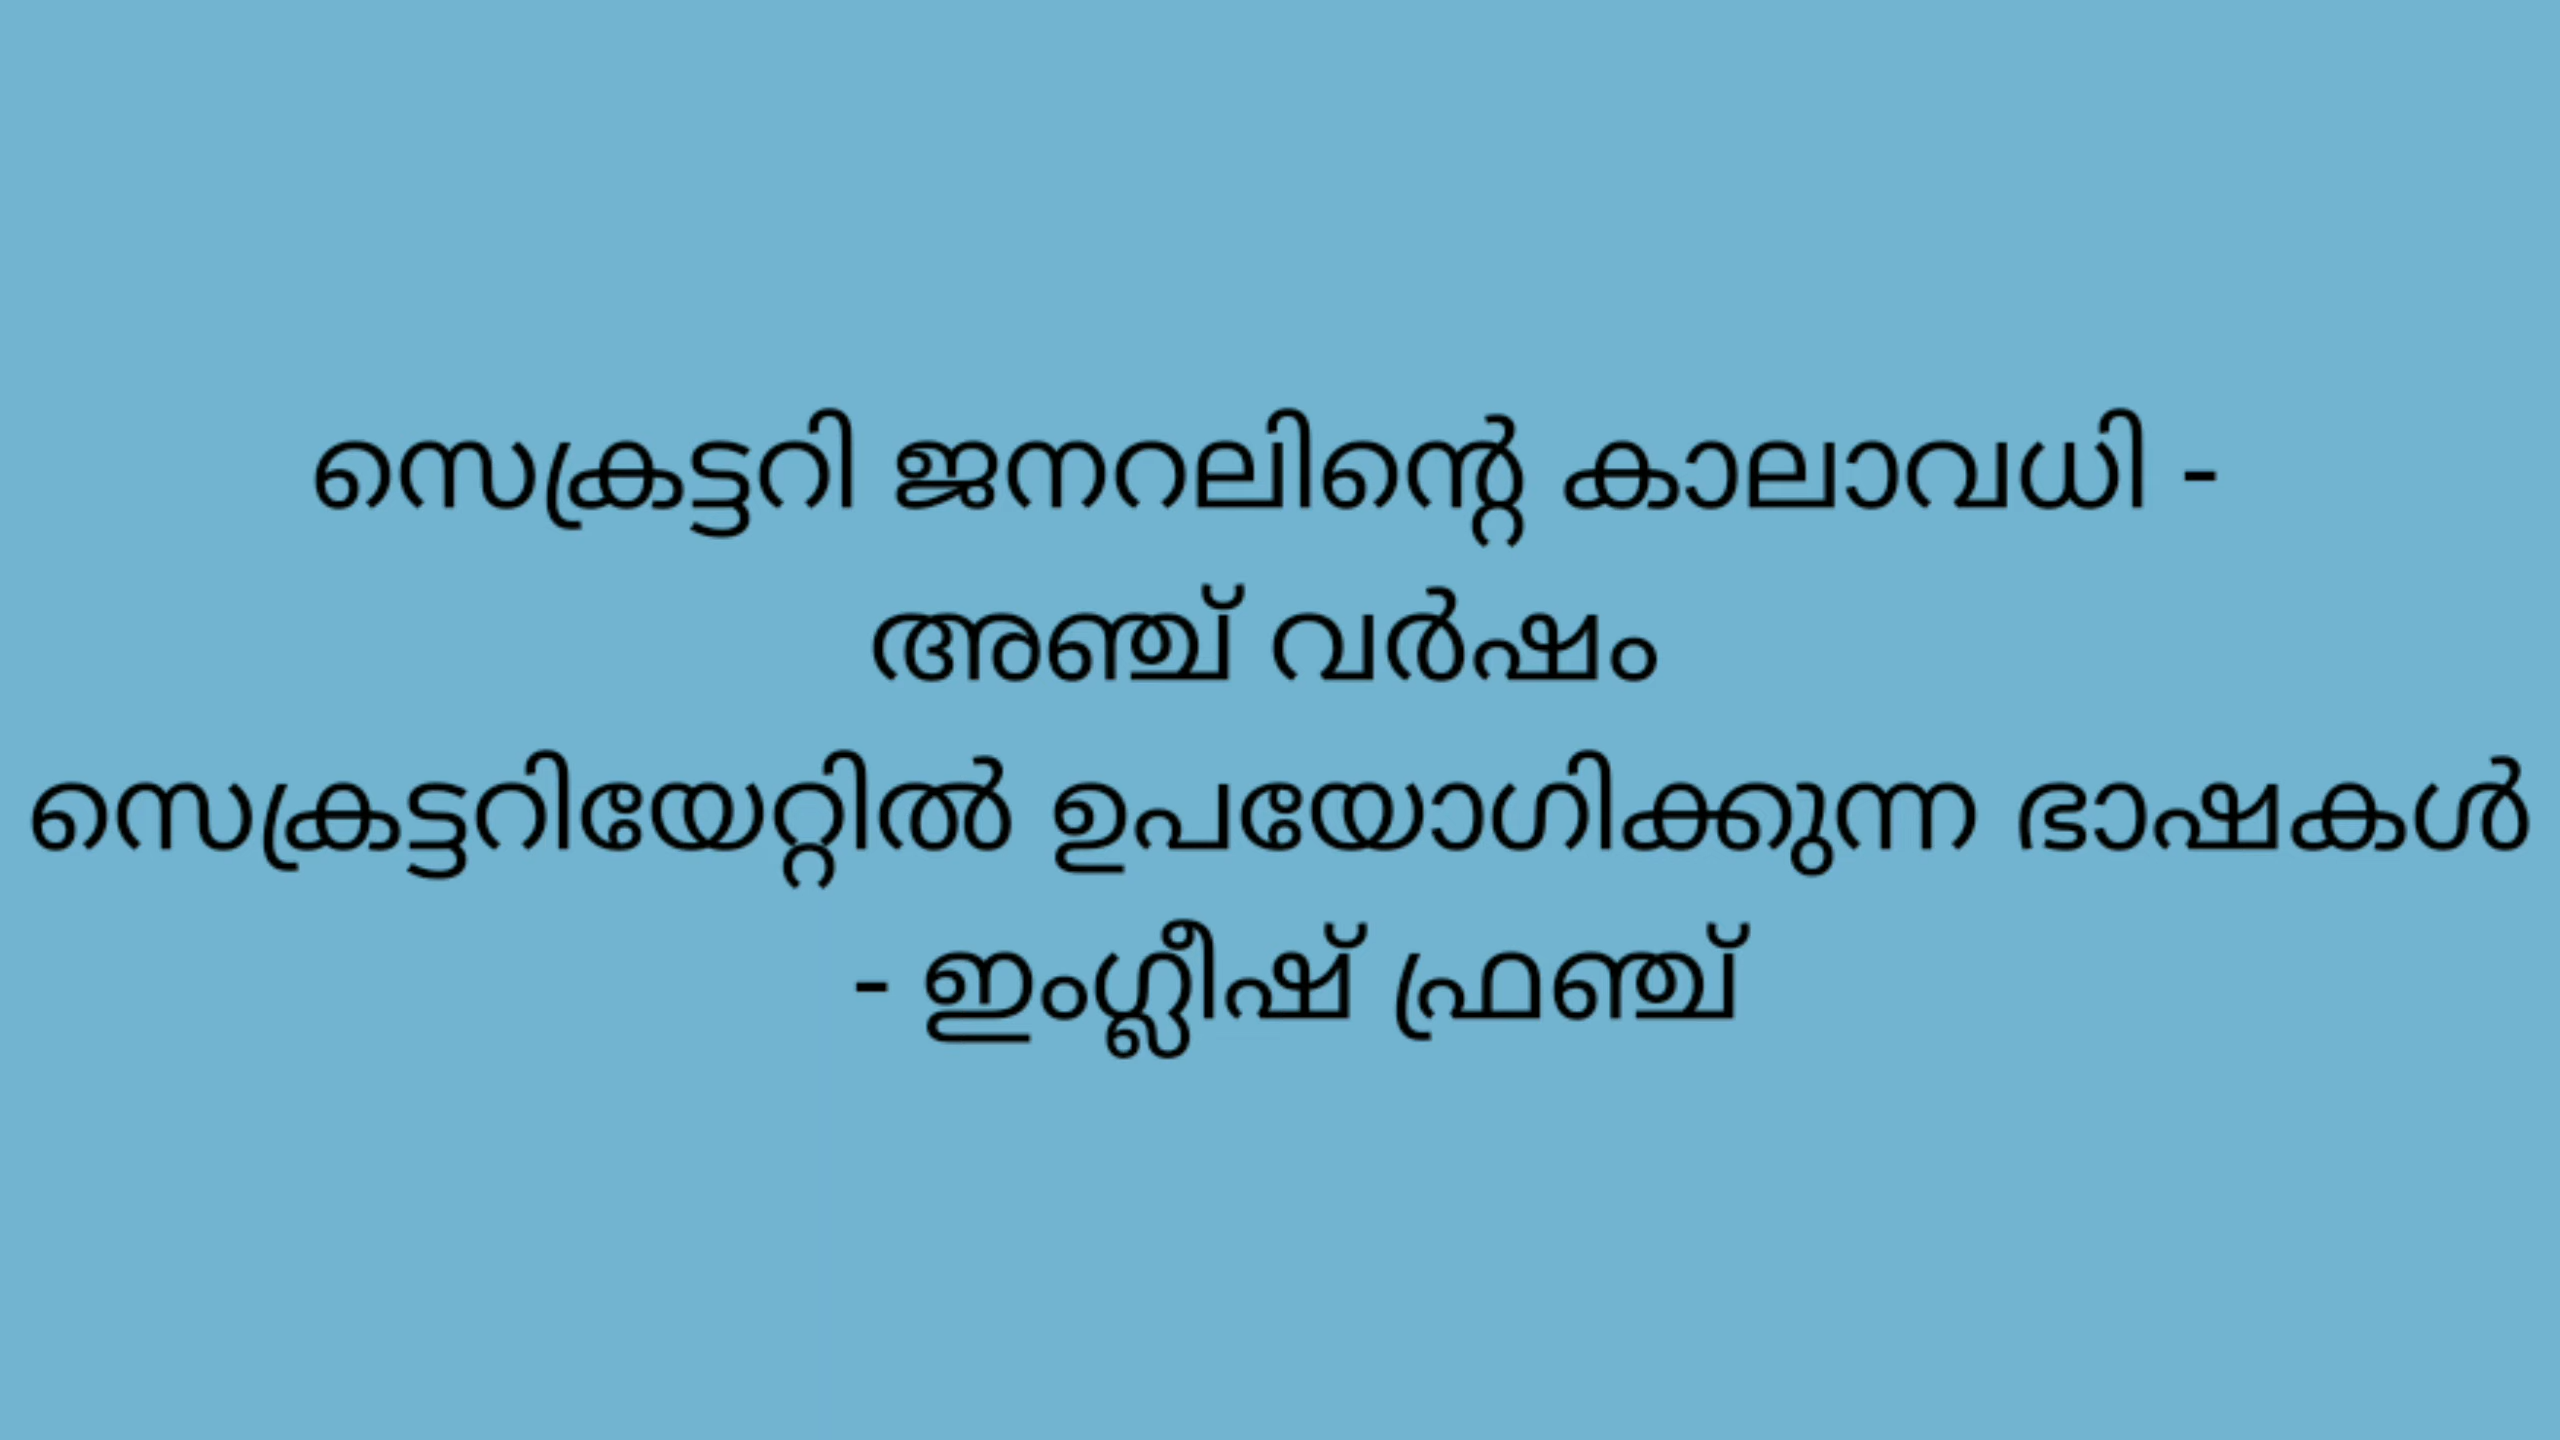 സെക്രട്ടറി ജനറലിന്റെ കാലാവധി -
അഞ്ച് വർഷം
സെക്രട്ടറിയേറ്റിൽ ഉപയോഗിക്കുന്ന ഭാഷകൾ
- ഇംഗ്ലീഷ് ഫ്രഞ്ച്